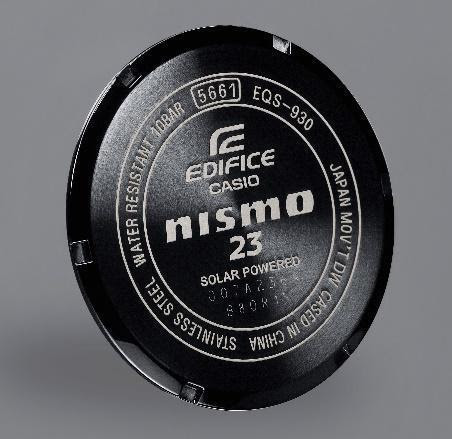 WATER RESISTANT 10BAR 5661 EQS-930
JAPAN MOV'T DW CASED IN CHINA
STAINLESS STEEL
EDIFICE
CASIO
nismo
23
SOLAR POWERED